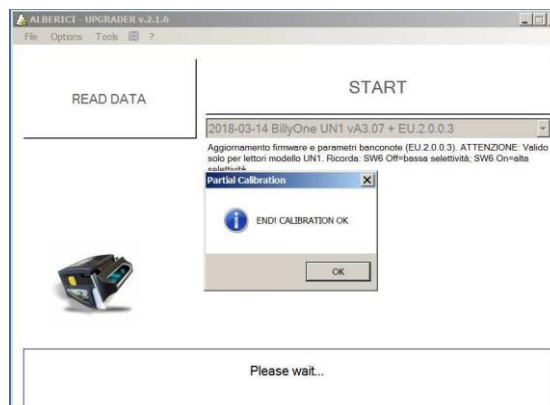 ALBERICI - UPGRADER v.2.1.6
File Options Tools ?
READ DATA
START
2018-03-14 BillyOne UN1 vA3.07 + EU.2.0.0.3
Aggiornamento firmware e parametri banconote (EU.2.0.0.3). ATTENZIONE: Valido
solo per lettori modello UN1. Ricorda: SW6 Off=bassa selettività; SW6 On=alta
selettività
Partial Calibration
END! CALIBRATION OK
OK
Please wait...